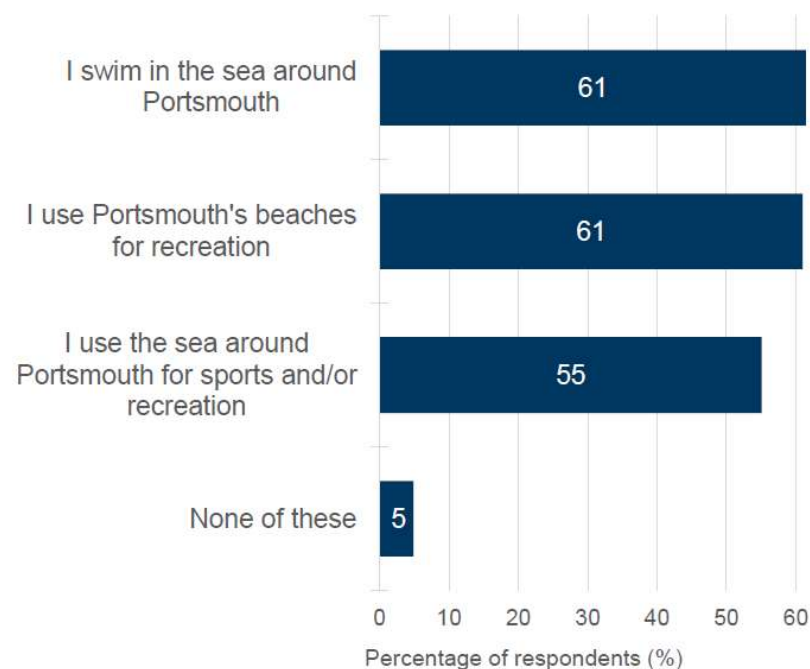 I swim in the sea around
Portsmouth
61
I use Portsmouth's beaches
for recreation
61
I use the sea around
Portsmouth for sports and/or
recreation
55
None of these
5
0 10 20 30 40 50 60
Percentage of respondents (%)